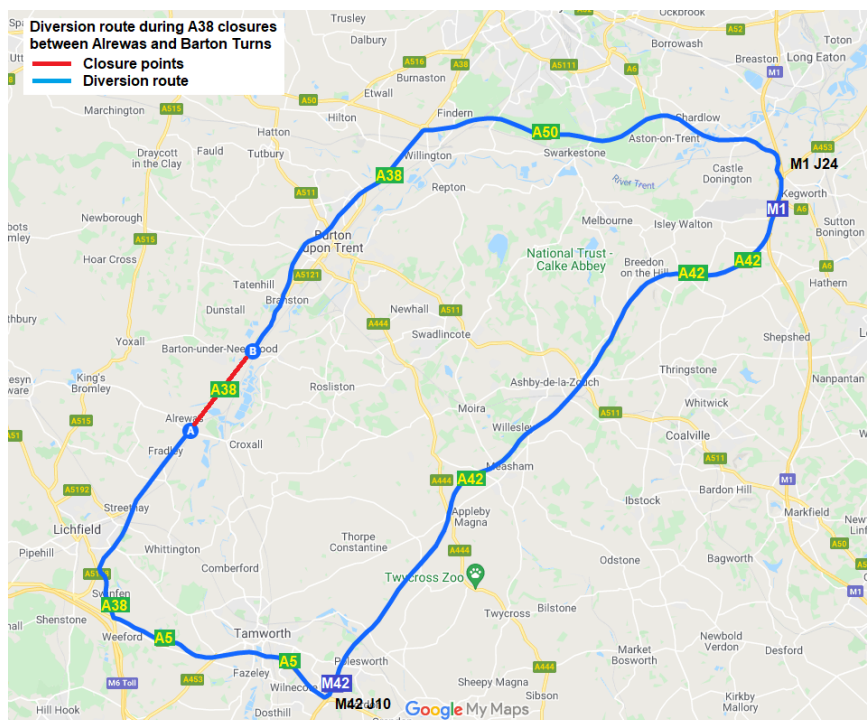 Diversion route during A38 closures
between Alrewas and Barton Turns
Closure points
Diversion route
Trusley
Dalbury
A516
Burnaston
A38
Etwall
A50
Hilton
Findern
A5111
A6
Ockbrook
A52
Borrowash
Toton
Long Eaton
Breaston
M1
Marchington
A515
Draycott
in the Clay
Fauld
Hatton
Tutbury
Willington
A38
Repton
A50
Swarkestone
Shardlow
Aston-on-Trent
River Trent
Castle
Donington
A453
M1 J24
Kegworth
M1
A6
Sutton
Bonington
A511
Newborough
A515
Hoar Cross
Burton
upon Trent
A5121
Melbourne
Isley Walton
National Trust -
Calke Abbey
Breedon
on the Hill
A42
A42
A6
Hathern
Tatenhill
Branston
Dunstall
Newhall
A511
A444
Swadlincote
Shepshed
Yoxall
Barton-under-Needwood
B
A38
Rosliston
King's
Bromley
A515
A51
Alrewas
A
Fradley
Croxall
Moira
Ashby-de-la-Zouch
A511
Thringstone
Whitwick
Coalville
Nanpantan
Willesley
A42
Measham
A444
A511
Bardon Hill
M1
A5192
Streethay
Lichfield
Ibstock
Markfield
Appleby
Magna
A444
A50
Pipehill
Whittington
Thorpe
Constantine
Comberford
Twycross Zoo
Odstone
Bagworth
M1
Swinfen
A38
Shenstone
Weeford
A5
Tamworth
Twycross
Bilstone
Newbold
Verdon
Desford
M6 Toll
A453
Fazeley
A5
Wilnecote
Polesworth
M42
A444
Market
Bosworth
Hill Hook
Dosthill
M42 J10
Google My Maps
Sheepy Magna
Sibson
Kirkby
Mallory